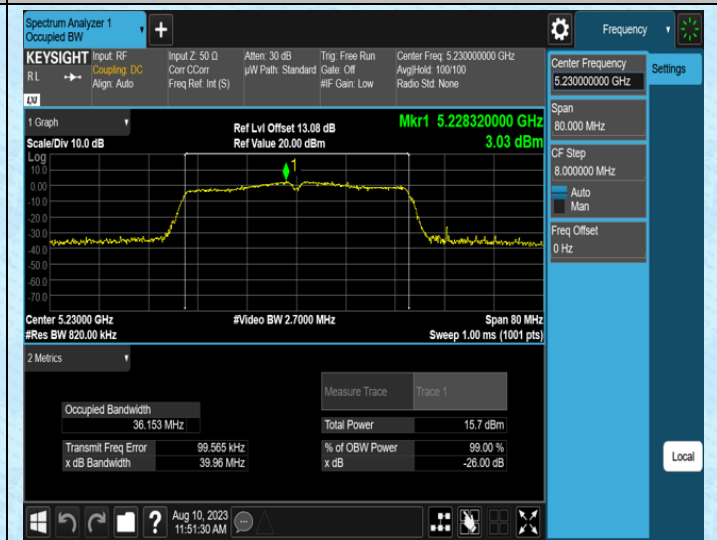 Spectrum Analyzer 1
Occupied BW
Frequency
KEYSIGHT
RL
LXI
Input: RF
Coupling: DC
Align: Auto
Input Z: 50 Ω
Corr CCorr
Freq Ref: Int (S)
Atten: 30 dB
µW Path: Standard
Trig: Free Run
Gate: Off
#IF Gain: Low
Center Freq: 5.230000000 GHz
Avg|Hold: 100/100
Radio Std: None
Center Frequency
5.230000000 GHz
Settings
Span
80.000 MHz
CF Step
8.000000 MHz
Auto
Man
Freq Offset
0 Hz
1 Graph
Scale/Div 10.0 dB
Ref Lvl Offset 13.08 dB
Ref Value 20.00 dBm
Mkr1 5.228320000 GHz
3.03 dBm
Log
10.0
0.00
-10.0
-20.0
-30.0
-40.0
-50.0
-60.0
-70.0
1
Center 5.23000 GHz
#Res BW 820.00 kHz
#Video BW 2.7000 MHz
Span 80 MHz
Sweep 1.00 ms (1001 pts)
2 Metrics
Measure Trace Trace 1
Occupied Bandwidth
36.153 MHz
Total Power 15.7 dBm
Transmit Freq Error 99.565 kHz
% of OBW Power 99.00 %
x dB Bandwidth 39.96 MHz
x dB -26.00 dB
Local
?
Aug 10, 2023
11:51:30 AM